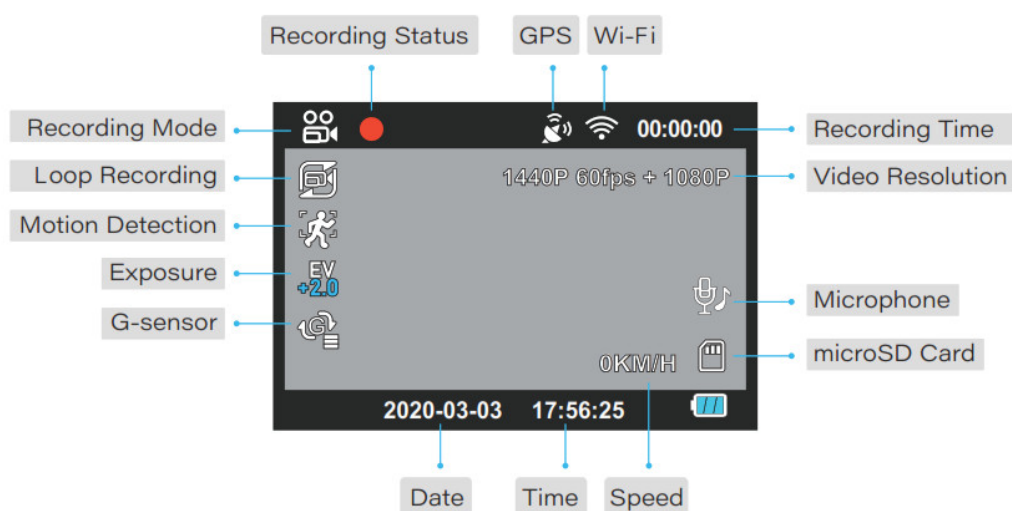 Recording Status GPS Wi-Fi
Recording Mode 00:00:00 Recording Time
Loop Recording 1440P 60fps + 1080P Video Resolution
Motion Detection
Exposure EV
+2.0
Microphone
G-sensor G
0KM/H microSD Card
2020-03-03 17:56:25
Date Time Speed